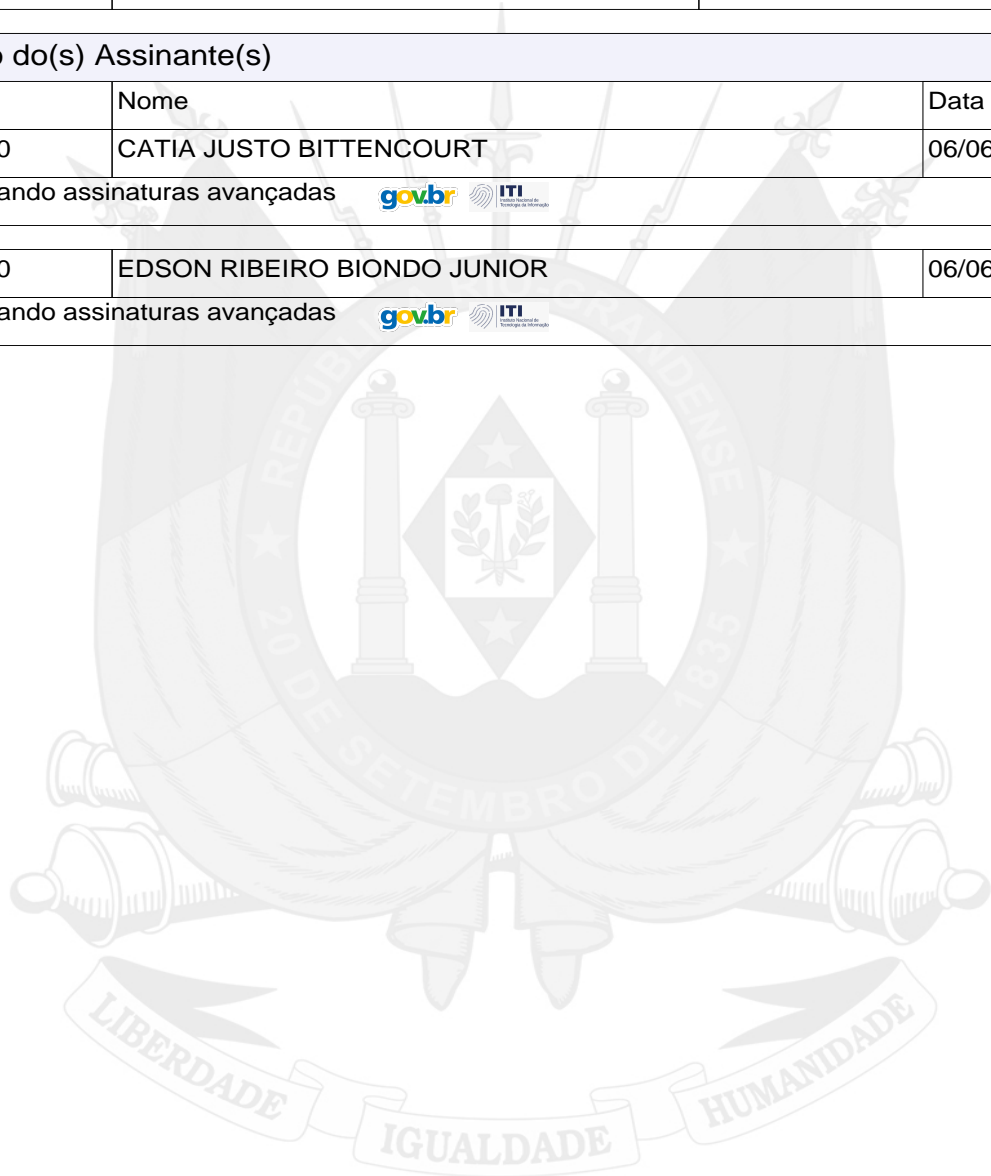 o do(s) Assinante(s)
Nome Data
0 CATIA JUSTO BITTENCOURT 06/06
ando assinaturas avançadas gov.br ITI
0 EDSON RIBEIRO BIONDO JUNIOR 06/06
ando assinaturas avançadas gov.br ITI
REPÚBLICA RIO-GRANDENSE
20 DE SETEMBRO DE 1835
LIBERDADE IGUALDADE HUMANIDADE